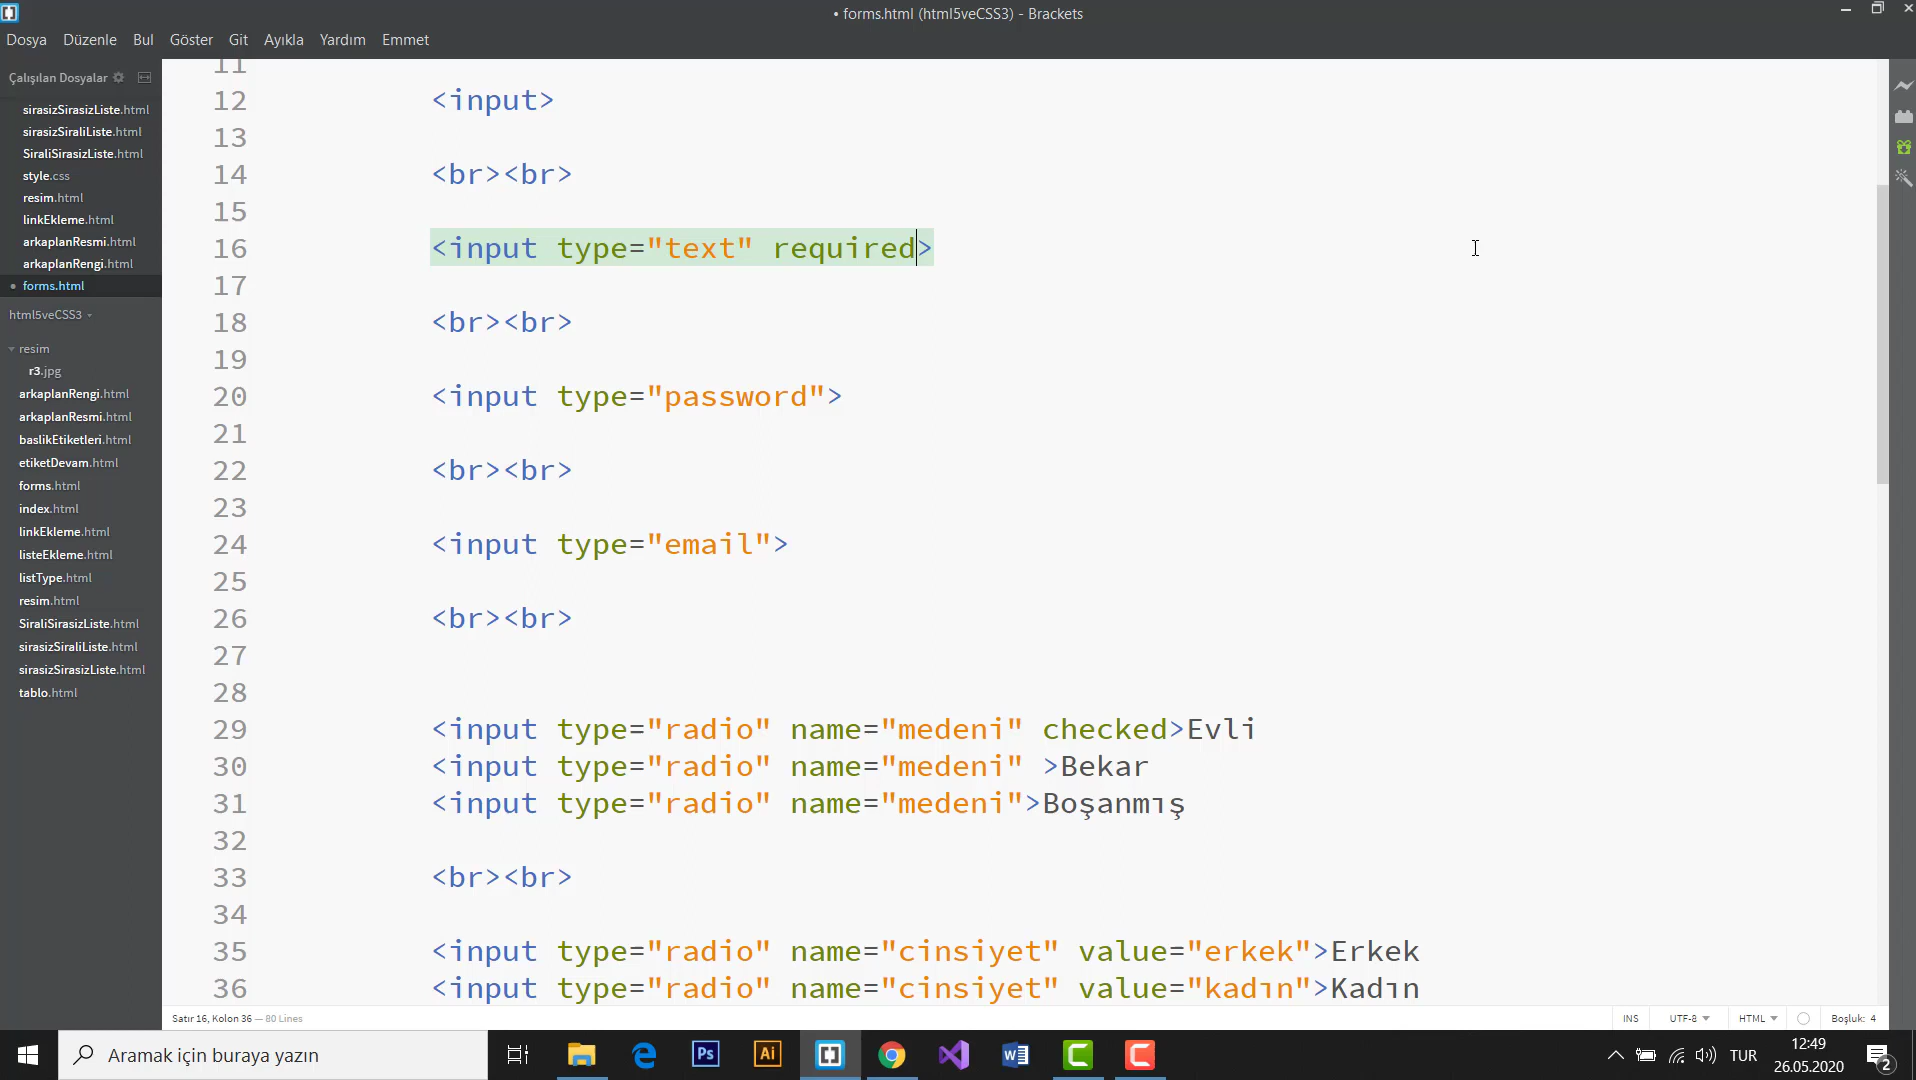 • forms.html (html5veCSS3) - Brackets
Dosya Düzenle Bul Göster Git Ayıkla Yardım Emmet
Çalışılan Dosyalar
sirasizSirasizListe.html
sirasizSiraliListe.html
SiraliSirasizListe.html
style.css
resim.html
linkEkleme.html
arkaplanResmi.html
arkaplanRengi.html
• forms.html
html5veCSS3
resim
r3.jpg
arkaplanRengi.html
arkaplanResmi.html
baslikEtiketleri.html
etiketDevam.html
forms.html
index.html
linkEkleme.html
listeEkleme.html
listType.html
resim.html
SiraliSirasizListe.html
sirasizSiraliListe.html
sirasizSirasizListe.html
tablo.html
11
12 <input>
13
14 <br><br>
15
16 <input type="text" required>
17
18 <br><br>
19
20 <input type="password">
21
22 <br><br>
23
24 <input type="email">
25
26 <br><br>
27
28
29 <input type="radio" name="medeni" checked>Evli
30 <input type="radio" name="medeni" >Bekar
31 <input type="radio" name="medeni">Boşanmış
32
33 <br><br>
34
35 <input type="radio" name="cinsiyet" value="erkek">Erkek
36 <input type="radio" name="cinsiyet" value="kadın">Kadın
Satır 16, Kolon 36 — 80 Lines
INS UTF-8 HTML Boşluk: 4
Aramak için buraya yazın
Ps
Ai
TUR
12:49
26.05.2020
2